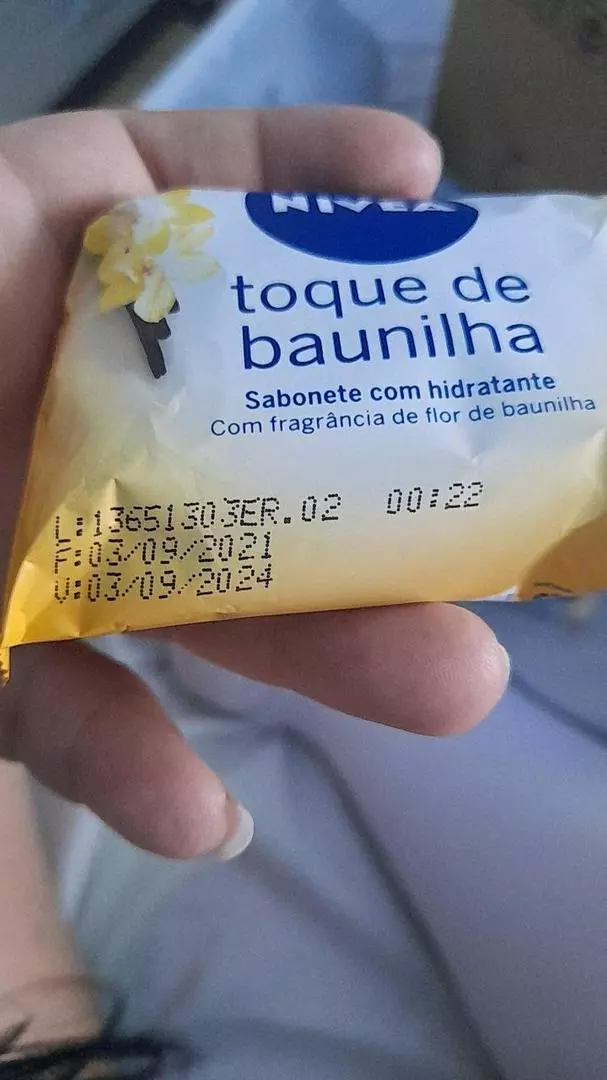 NIVEA
toque de
baunilha
Sabonete com hidratante
Com fragrância de flor de baunilha
L:13651303ER.02 00:22
F:03/09/2021
V:03/09/2024